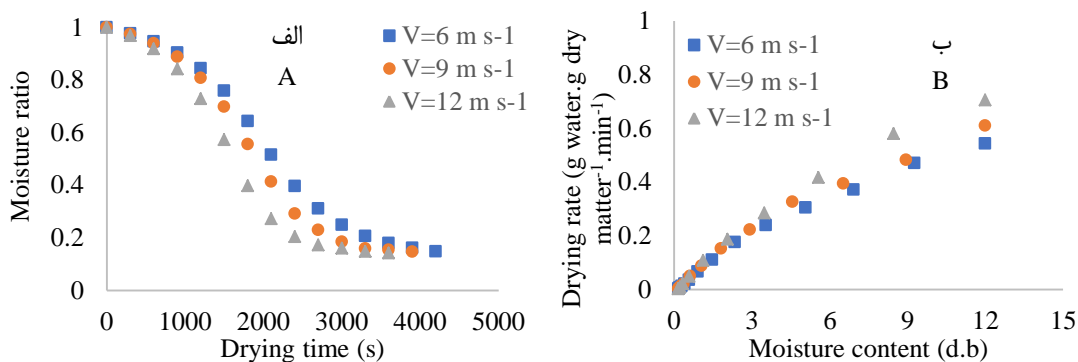 1
0.8
0.6
0.4
0.2
0
Moisture ratio
0 1000 2000 3000 4000 5000
Drying time (s)
الف
A
V=6 m s-1
V=9 m s-1
V=12 m s-1
1
0.8
0.6
0.4
0.2
0
Drying rate (g water.g dry
matter⁻¹.min⁻¹)
0 3 6 9 12 15
Moisture content (d.b)
ب
B
V=6 m s-1
V=9 m s-1
V=12 m s-1